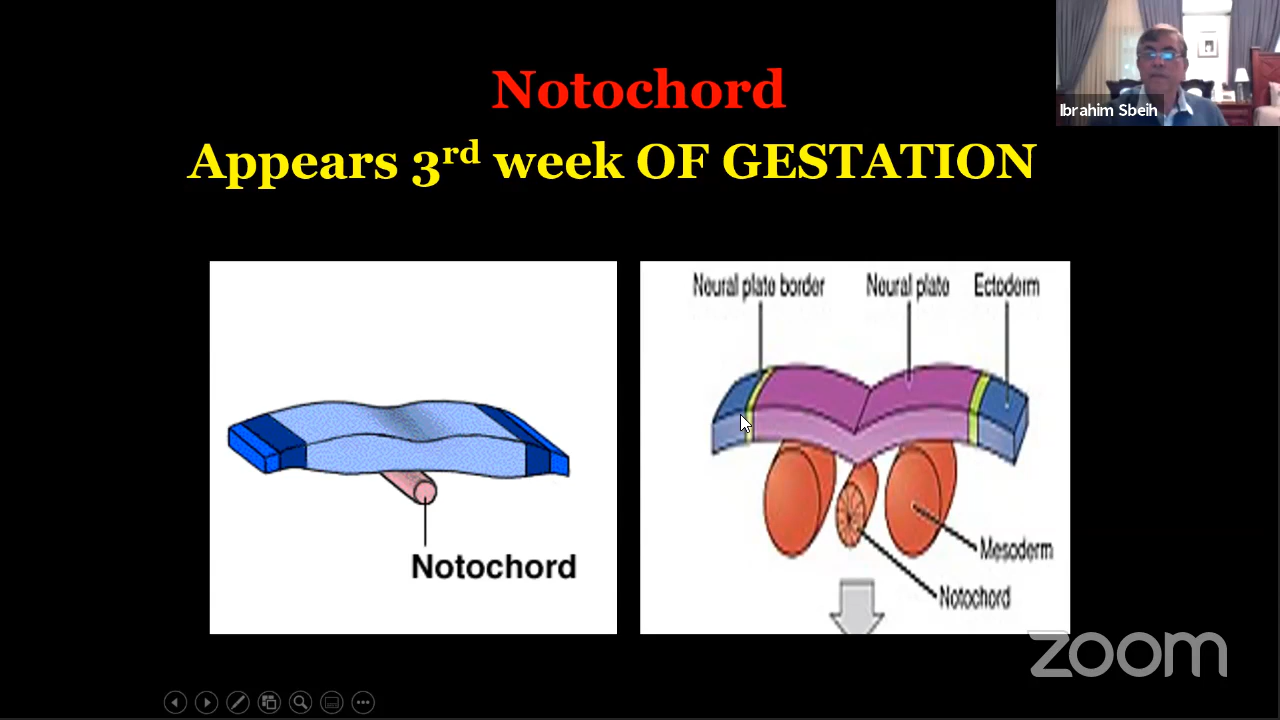 Notochord
Appears 3rd week OF GESTATION
Ibrahim Sbeih
Notochord
Neural plate border
Neural plate
Ectoderm
Mesoderm
Notochord
zoom